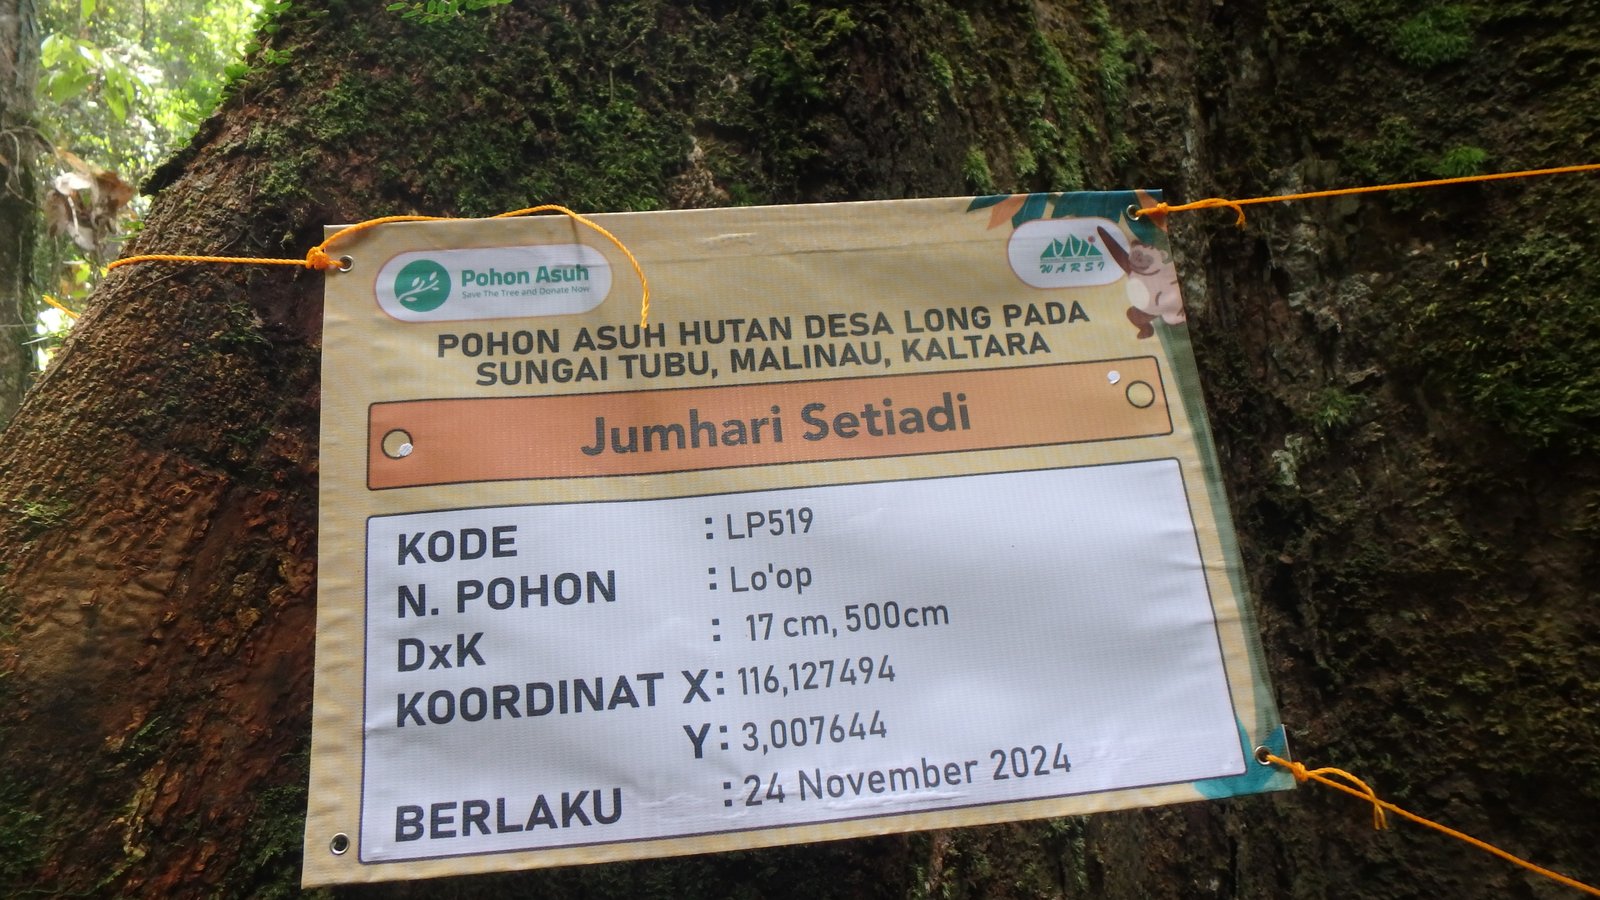 Pohon Asuh
Save The Tree and Donate Now
WARSI
POHON ASUH HUTAN DESA LONG PADA
SUNGAI TUBU, MALINAU, KALTARA
Jumhari Setiadi
KODE : LP519
N. POHON : Lo'op
DxK : 17 cm, 500cm
KOORDINAT X : 116,127494
Y : 3,007644
BERLAKU : 24 November 2024